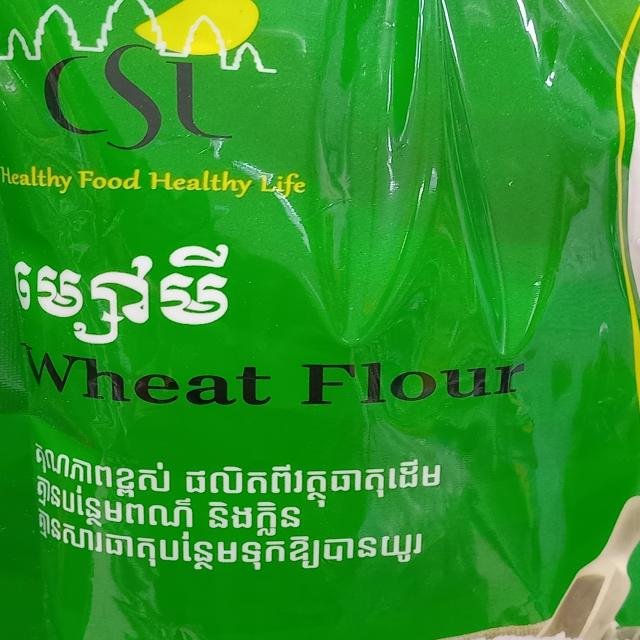 CSL
Healthy Food Healthy Life
ម្សៅមី
Wheat Flour
គុណភាពខ្ពស់ ផលិតពីវត្ថុធាតុដើម
គ្មានបន្ថែមពណ៌ និងក្លិន
គ្មានសារធាតុបន្ថែមទុកឱ្យបានយូរ